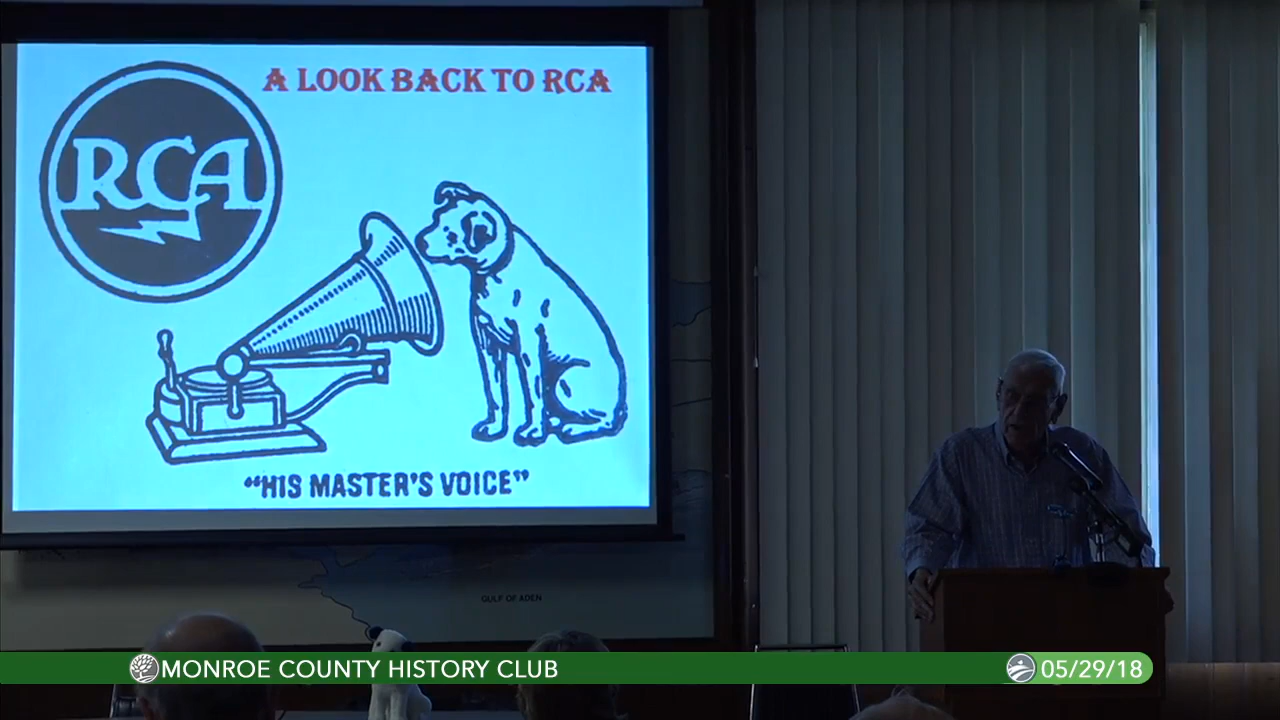 A LOOK BACK TO RCA
RCA
"HIS MASTER'S VOICE"
GULF OF ADEN
MONROE COUNTY HISTORY CLUB
05/29/18